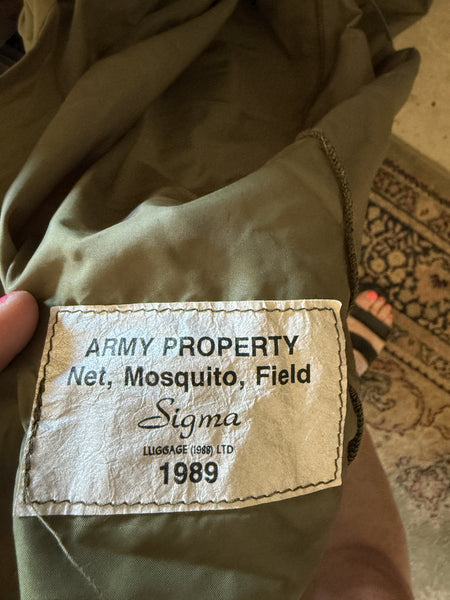 ARMY PROPERTY
Net, Mosquito, Field
Sigma
LUGGAGE (1988) LTD
1989